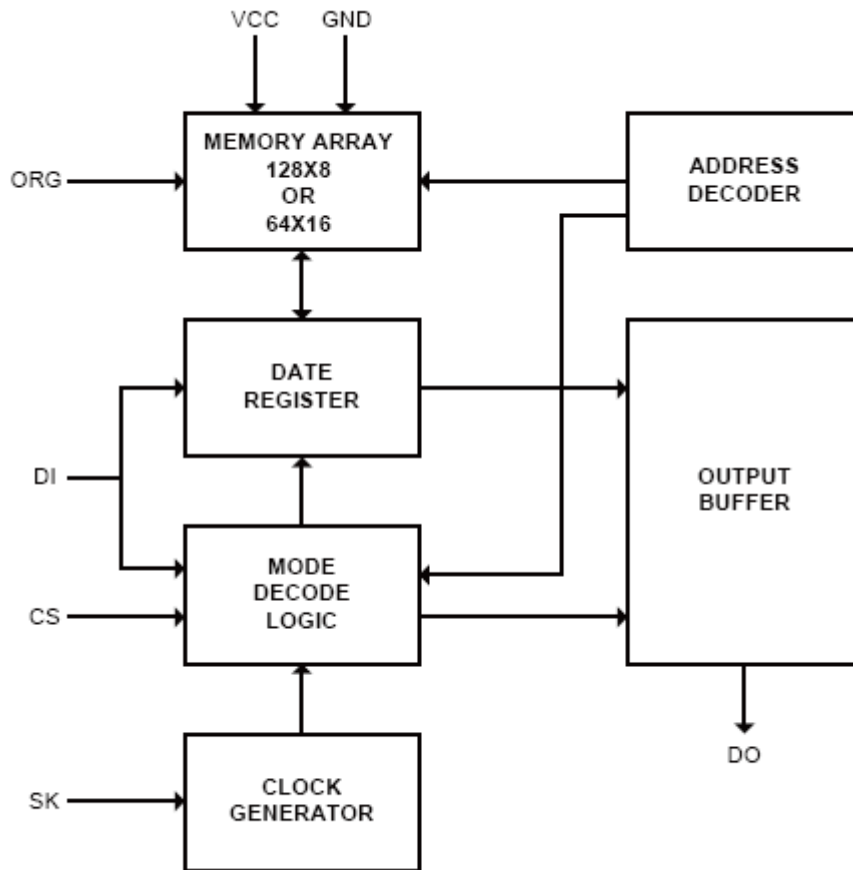 VCC
GND
ORG
MEMORY ARRAY
128X8
OR
64X16
ADDRESS
DECODER
DATE
REGISTER
DI
OUTPUT
BUFFER
MODE
DECODE
LOGIC
CS
DO
SK
CLOCK
GENERATOR